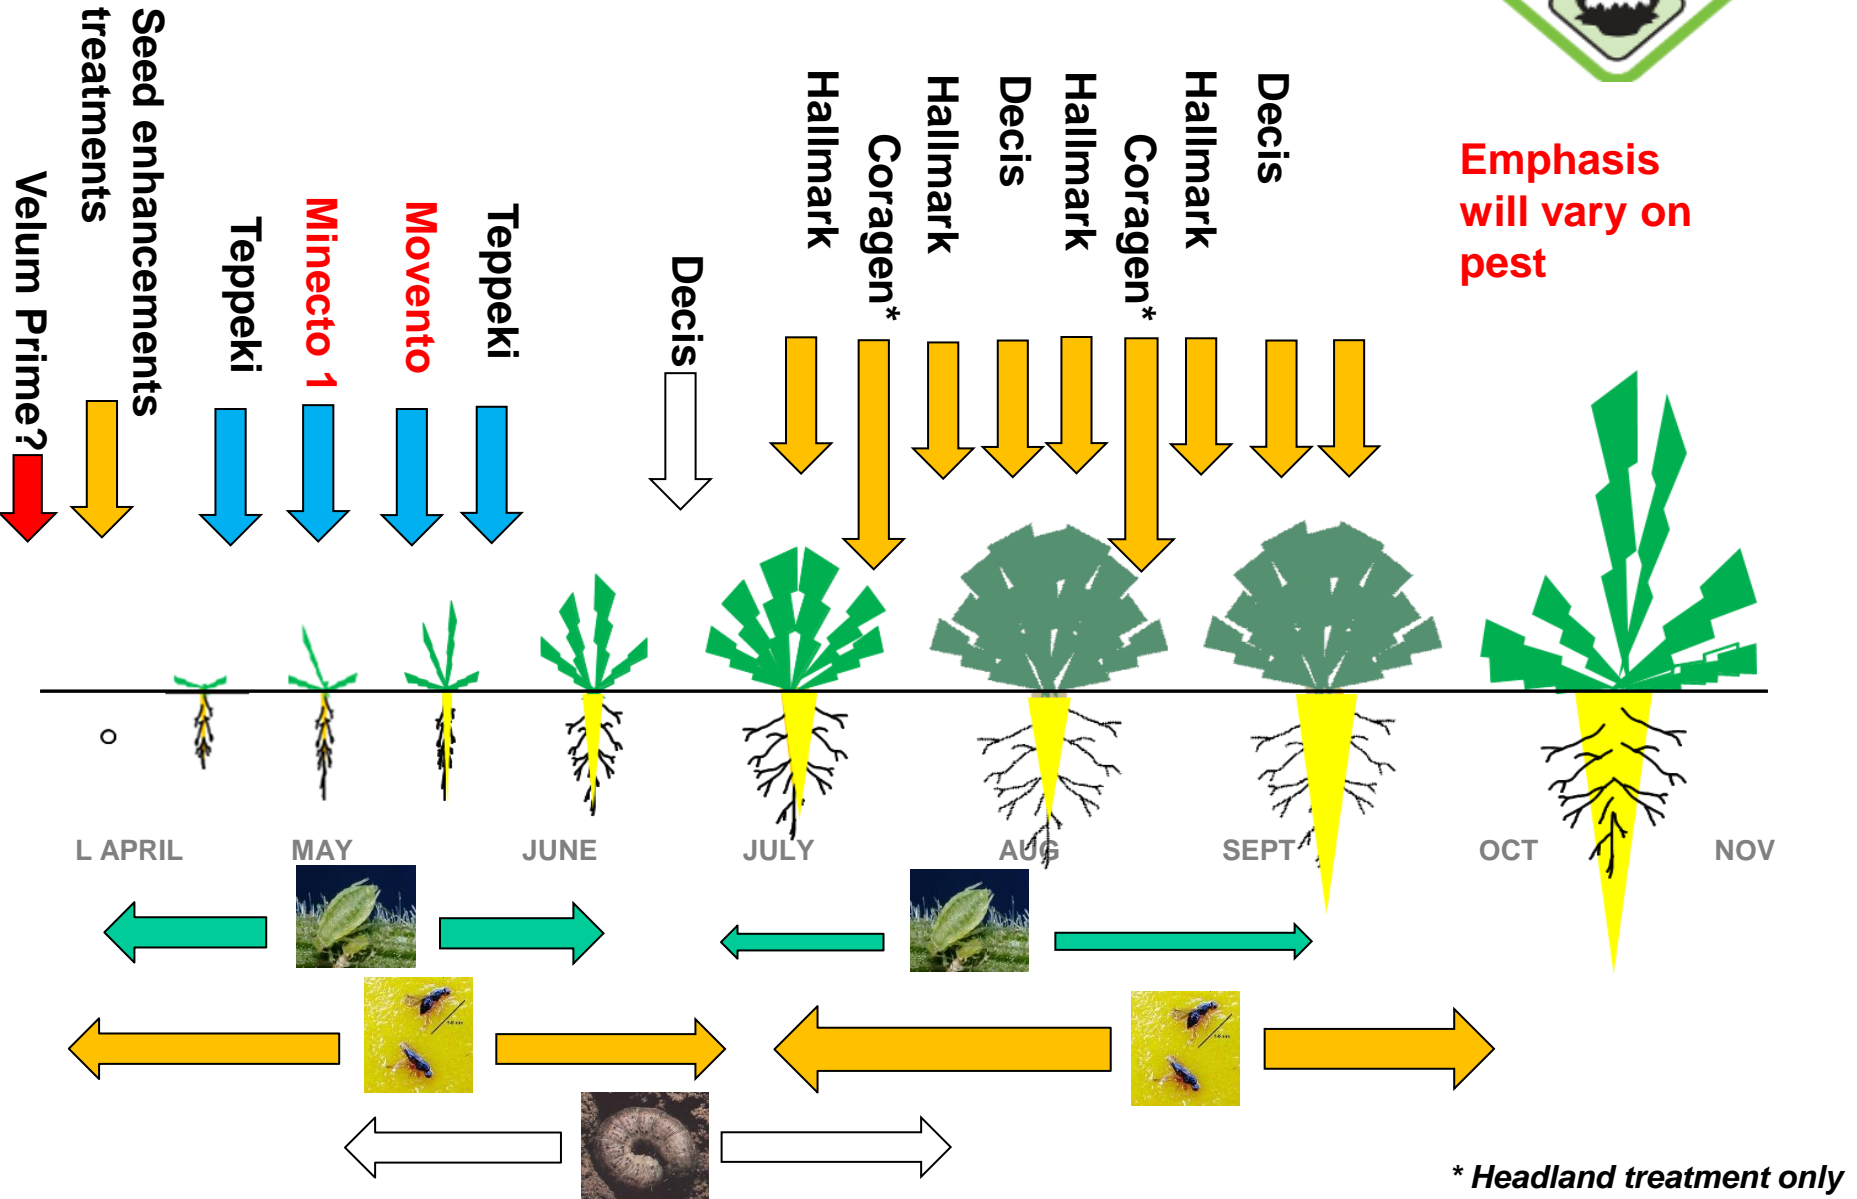 Velum Prime?
Seed enhancements
treatments
Teppeki
Minecto 1
Movento
Teppeki
Decis
Hallmark
Coragen*
Hallmark
Decis
Hallmark
Coragen*
Hallmark
Decis
Emphasis
will vary on
pest
L APRIL
MAY
JUNE
JULY
AUG
SEPT
OCT
NOV
* Headland treatment only